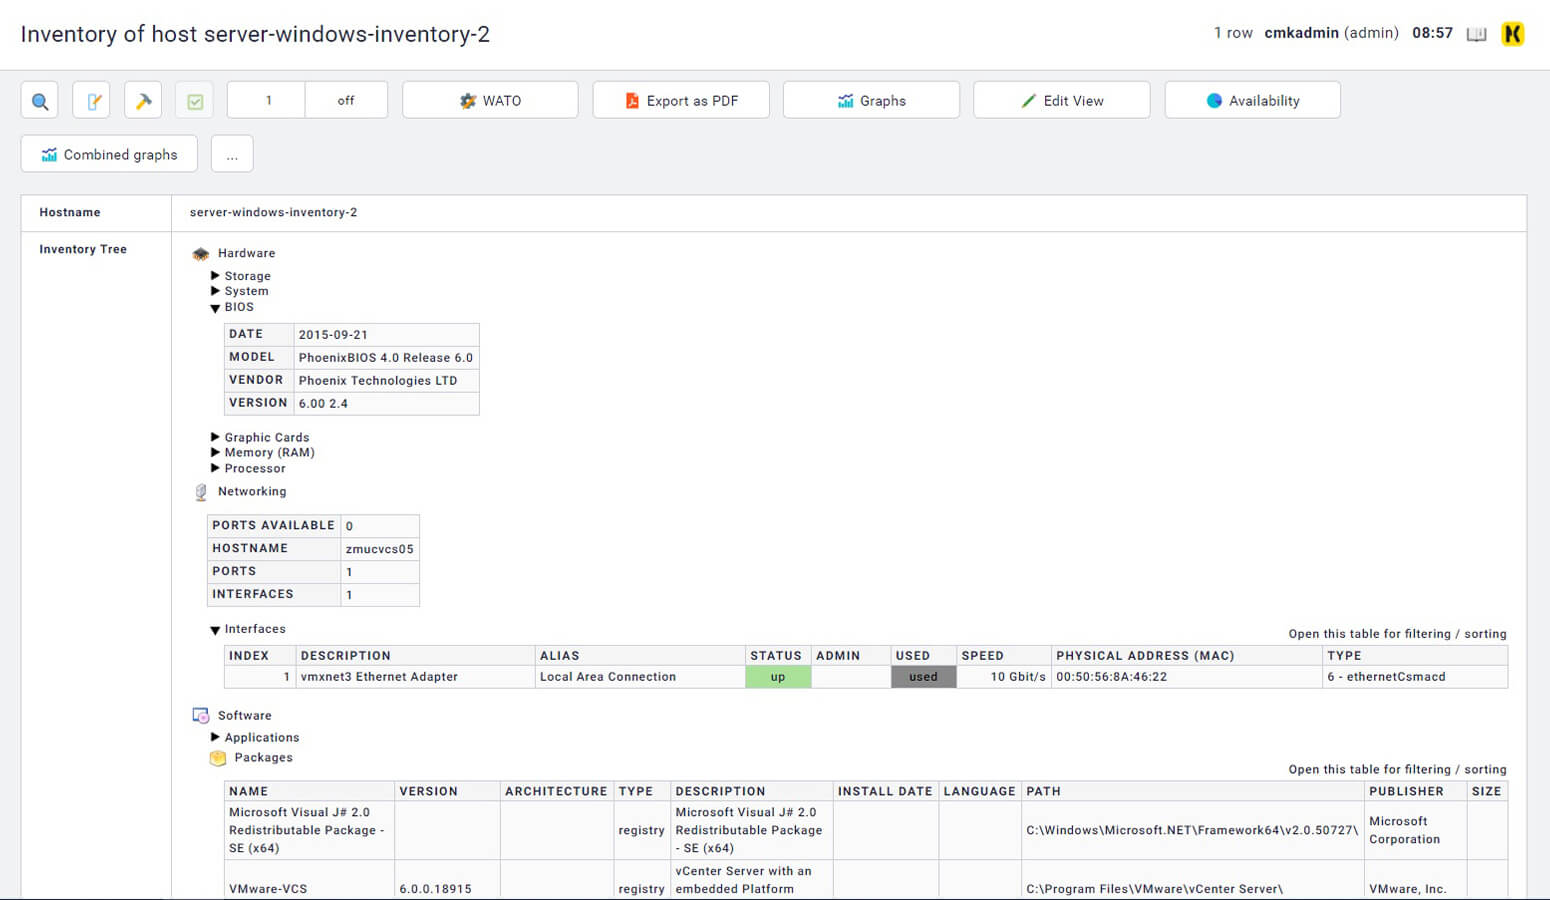 Inventory of host server-windows-inventory-2
1 row cmkadmin (admin) 08:57
1 off WATO Export as PDF Graphs Edit View Availability
Combined graphs ...
Hostname server-windows-inventory-2
Inventory Tree
Hardware
Storage
System
BIOS
DATE 2015-09-21
MODEL PhoenixBIOS 4.0 Release 6.0
VENDOR Phoenix Technologies LTD
VERSION 6.00 2.4
Graphic Cards
Memory (RAM)
Processor
Networking
PORTS AVAILABLE 0
HOSTNAME zmucvcs05
PORTS 1
INTERFACES 1
Interfaces
Open this table for filtering / sorting
INDEX DESCRIPTION ALIAS STATUS ADMIN USED SPEED PHYSICAL ADDRESS (MAC) TYPE
1 vmxnet3 Ethernet Adapter Local Area Connection up used 10 Gbit/s 00:50:56:8A:46:22 6 - ethernetCsmacd
Software
Applications
Packages
Open this table for filtering / sorting
NAME VERSION ARCHITECTURE TYPE DESCRIPTION INSTALL DATE LANGUAGE PATH PUBLISHER SIZE
Microsoft Visual J# 2.0
Redistributable Package -
SE (x64)
registry
Microsoft Visual J# 2.0
Redistributable Package
- SE (x64)
C:\Windows\Microsoft.NET\Framework64\v2.0.50727\
Microsoft
Corporation
VMware-VCS 6.0.0.18915 registry
vCenter Server with an
embedded Platform
C:\Program Files\VMware\vCenter Server\
VMware, Inc.